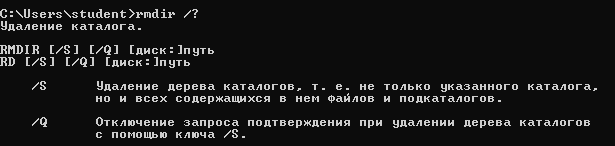 C:\Users\student>rmdir /?
Удаление каталога.
RMDIR [/S] [/Q] [диск:]путь
RD [/S] [/Q] [диск:]путь
/S Удаление дерева каталогов, т. е. не только указанного каталога,
но и всех содержащихся в нем файлов и подкаталогов.
/Q Отключение запроса подтверждения при удалении дерева каталогов
с помощью ключа /S.